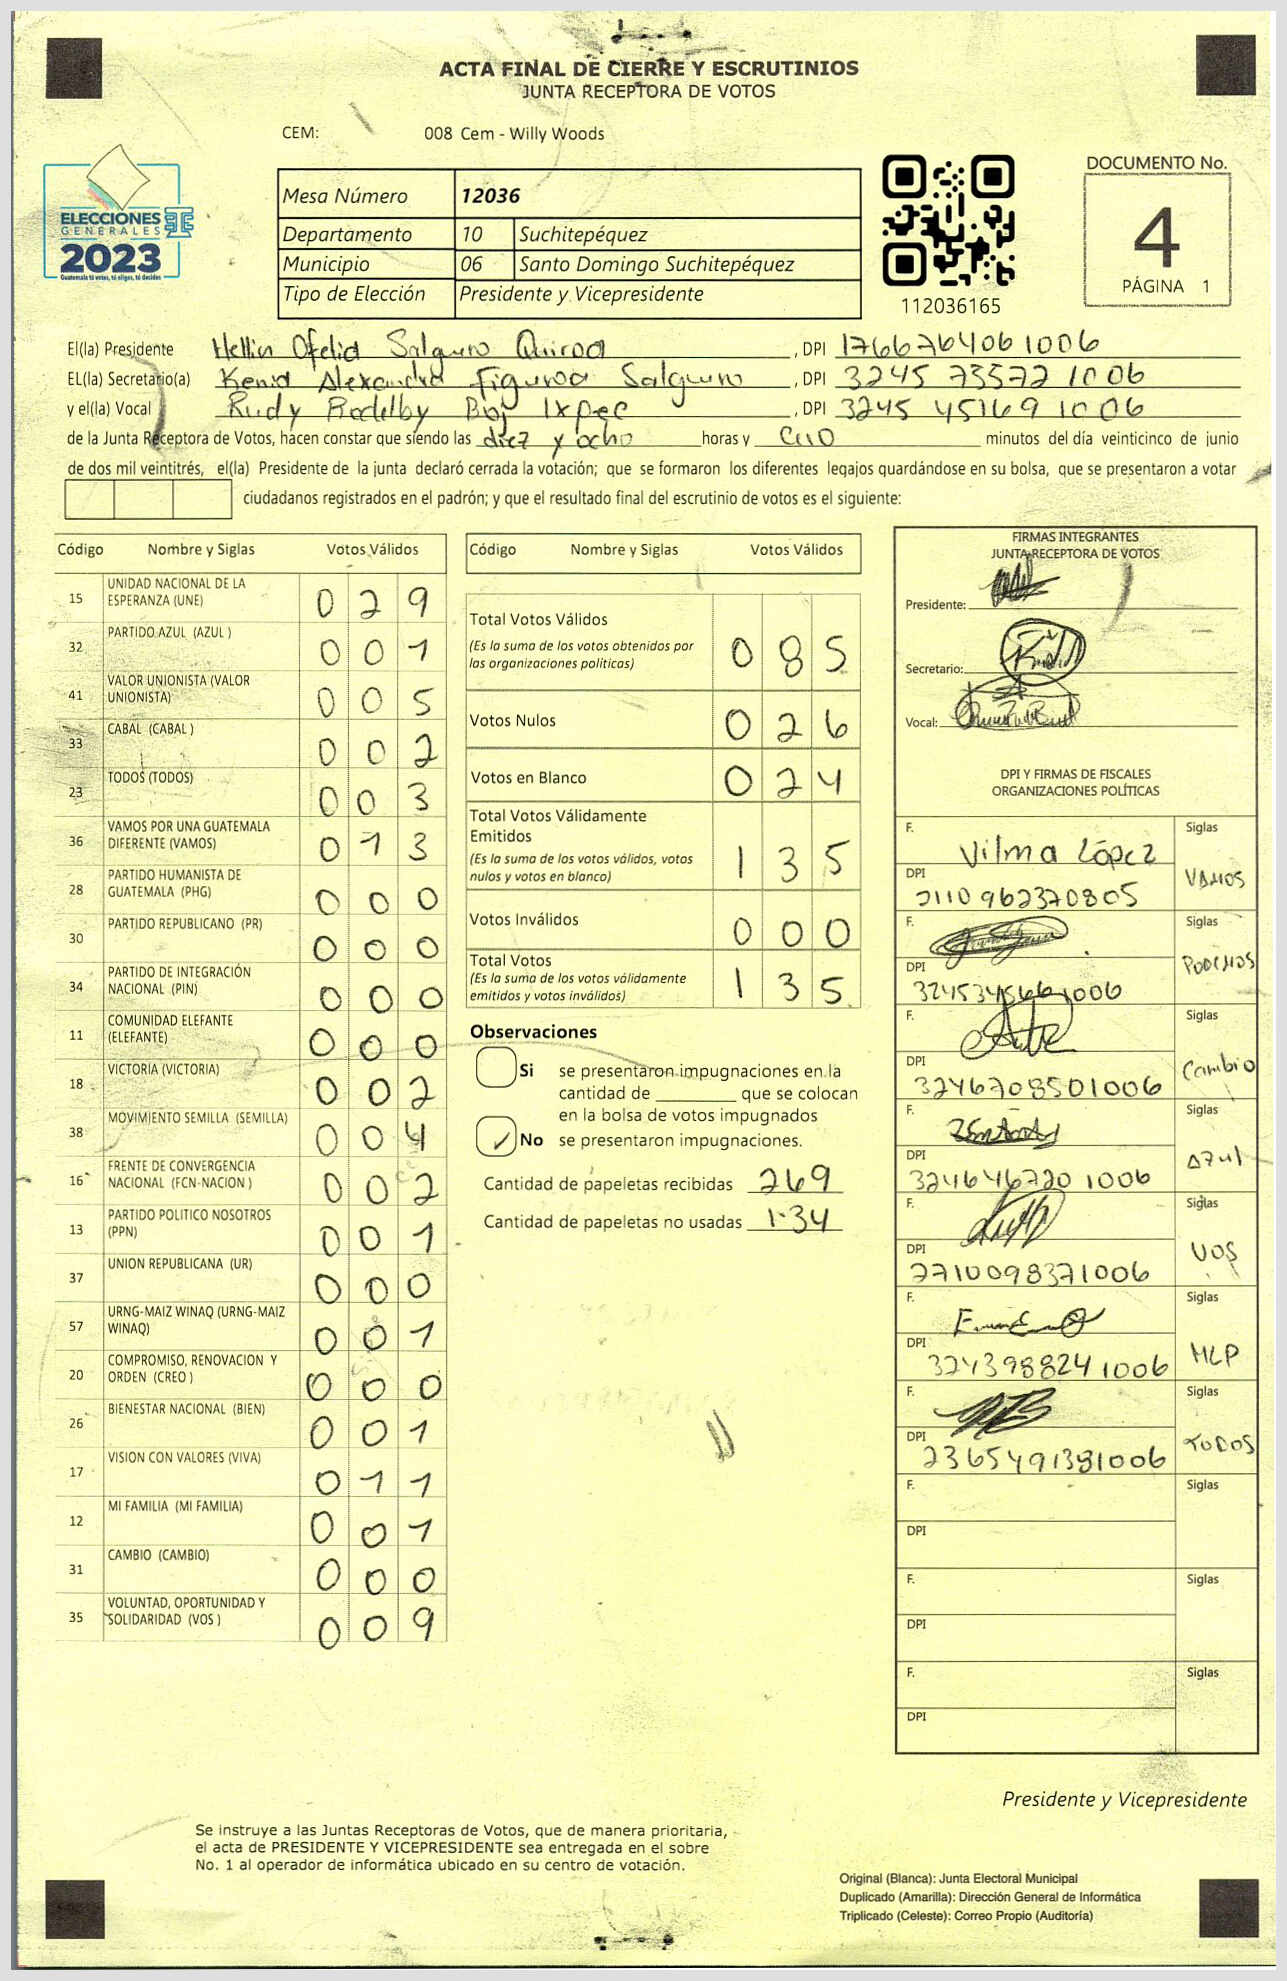 ACTA FINAL DE CIERRE Y ESCRUTINIOS
JUNTA RECEPTORA DE VOTOS
CEM: 008 Cem - Willy Woods
ELECCIONES
GENERALES
2023
Guatemala tú votas, tú eliges, tú decides
Mesa Número 12036
Departamento 10 Suchitepéquez
Municipio 06 Santo Domingo Suchitepéquez
Tipo de Elección Presidente y Vicepresidente
112036165
DOCUMENTO No.
4
PÁGINA 1
El(la) Presidente Hellin Ofelia Salguero Quiroa, DPI 1766764061006
EL(la) Secretario(a) Kenia Alexandra Figueroa Salguero, DPI 3245 73572 1006
y el(la) Vocal Rudy Rodelby Boj Ixpec, DPI 3245 45169 1006
de la Junta Receptora de Votos, hacen constar que siendo las diez y ocho horas y minutos del día veinticinco de junio
de dos mil veintitrés, el(la) Presidente de la junta declaró cerrada la votación; que se formaron los diferentes legajos quardándose en su bolsa, que se presentaron a votar
ciudadanos registrados en el padrón; y que el resultado final del escrutinio de votos es el siguiente:
Código Nombre y Siglas Votos Válidos
15 UNIDAD NACIONAL DE LA ESPERANZA (UNE) 0 2 9
32 PARTIDO AZUL (AZUL ) 0 0 1
41 VALOR UNIONISTA (VALOR UNIONISTA) 0 0 5
33 CABAL (CABAL ) 0 0 2
23 TODOS (TODOS) 0 0 3
36 VAMOS POR UNA GUATEMALA DIFERENTE (VAMOS) 0 1 3
28 PARTIDO HUMANISTA DE GUATEMALA (PHG) 0 0 0
30 PARTIDO REPUBLICANO (PR) 0 0 0
34 PARTIDO DE INTEGRACIÓN NACIONAL (PIN) 0 0 0
11 COMUNIDAD ELEFANTE (ELEFANTE) 0 0 0
18 VICTORIA (VICTORIA) 0 0 2
38 MOVIMIENTO SEMILLA (SEMILLA) 0 0 4
16 FRENTE DE CONVERGENCIA NACIONAL (FCN-NACION ) 0 0 2
13 PARTIDO POLITICO NOSOTROS (PPN) 0 0 1
37 UNION REPUBLICANA (UR) 0 0 0
57 URNG-MAIZ WINAQ (URNG-MAIZ WINAQ) 0 0 1
20 COMPROMISO, RENOVACION Y ORDEN (CREO ) 0 0 0
26 BIENESTAR NACIONAL (BIEN) 0 0 1
17 VISION CON VALORES (VIVA) 0 1 1
12 MI FAMILIA (MI FAMILIA) 0 0 1
31 CAMBIO (CAMBIO) 0 0 0
35 VOLUNTAD, OPORTUNIDAD Y SOLIDARIDAD (VOS ) 0 0 9
Código Nombre y Siglas Votos Válidos
Total Votos Válidos 0 8 5
(Es la suma de los votos obtenidos por
las organizaciones políticas)
Votos Nulos 0 2 6
Votos en Blanco 0 2 4
Total Votos Válidamente
Emitidos 1 3 5
(Es la suma de los votos válidos, votos
nulos y votos en blanco)
Votos Inválidos 0 0 0
Total Votos 1 3 5
(Es la suma de los votos válidamente
emitidos y votos inválidos)
Observaciones
Si se presentaron impugnaciones en la
cantidad de ________ que se colocan
en la bolsa de votos impugnados
✓ No se presentaron impugnaciones.
Cantidad de papeletas recibidas 269
Cantidad de papeletas no usadas 134
FIRMAS INTEGRANTES
JUNTA RECEPTORA DE VOTOS
Presidente:
Secretario:
Vocal:
DPI Y FIRMAS DE FISCALES
ORGANIZACIONES POLÍTICAS
F. Vilma López Siglas
DPI 2110 962370805 VAMOS
F. Siglas
DPI PODEMOS
F. Siglas
DPI 3246708501006 Cambio
F. Siglas
DPI 324646720 1006 Azul
F. Siglas
DPI 2710098371006 VOS
F. Siglas
DPI 324398824 1006 MLP
F. Siglas
DPI 2365491381006 TODOS
F. Siglas
DPI
F. Siglas
DPI
F. Siglas
DPI
Presidente y Vicepresidente
Se instruye a las Juntas Receptoras de Votos, que de manera prioritaria,
el acta de PRESIDENTE Y VICEPRESIDENTE sea entregada en el sobre
No. 1 al operador de informática ubicado en su centro de votación.
Original (Blanca): Junta Electoral Municipal
Duplicado (Amarilla): Dirección General de Informática
Triplicado (Celeste): Correo Propio (Auditoría)